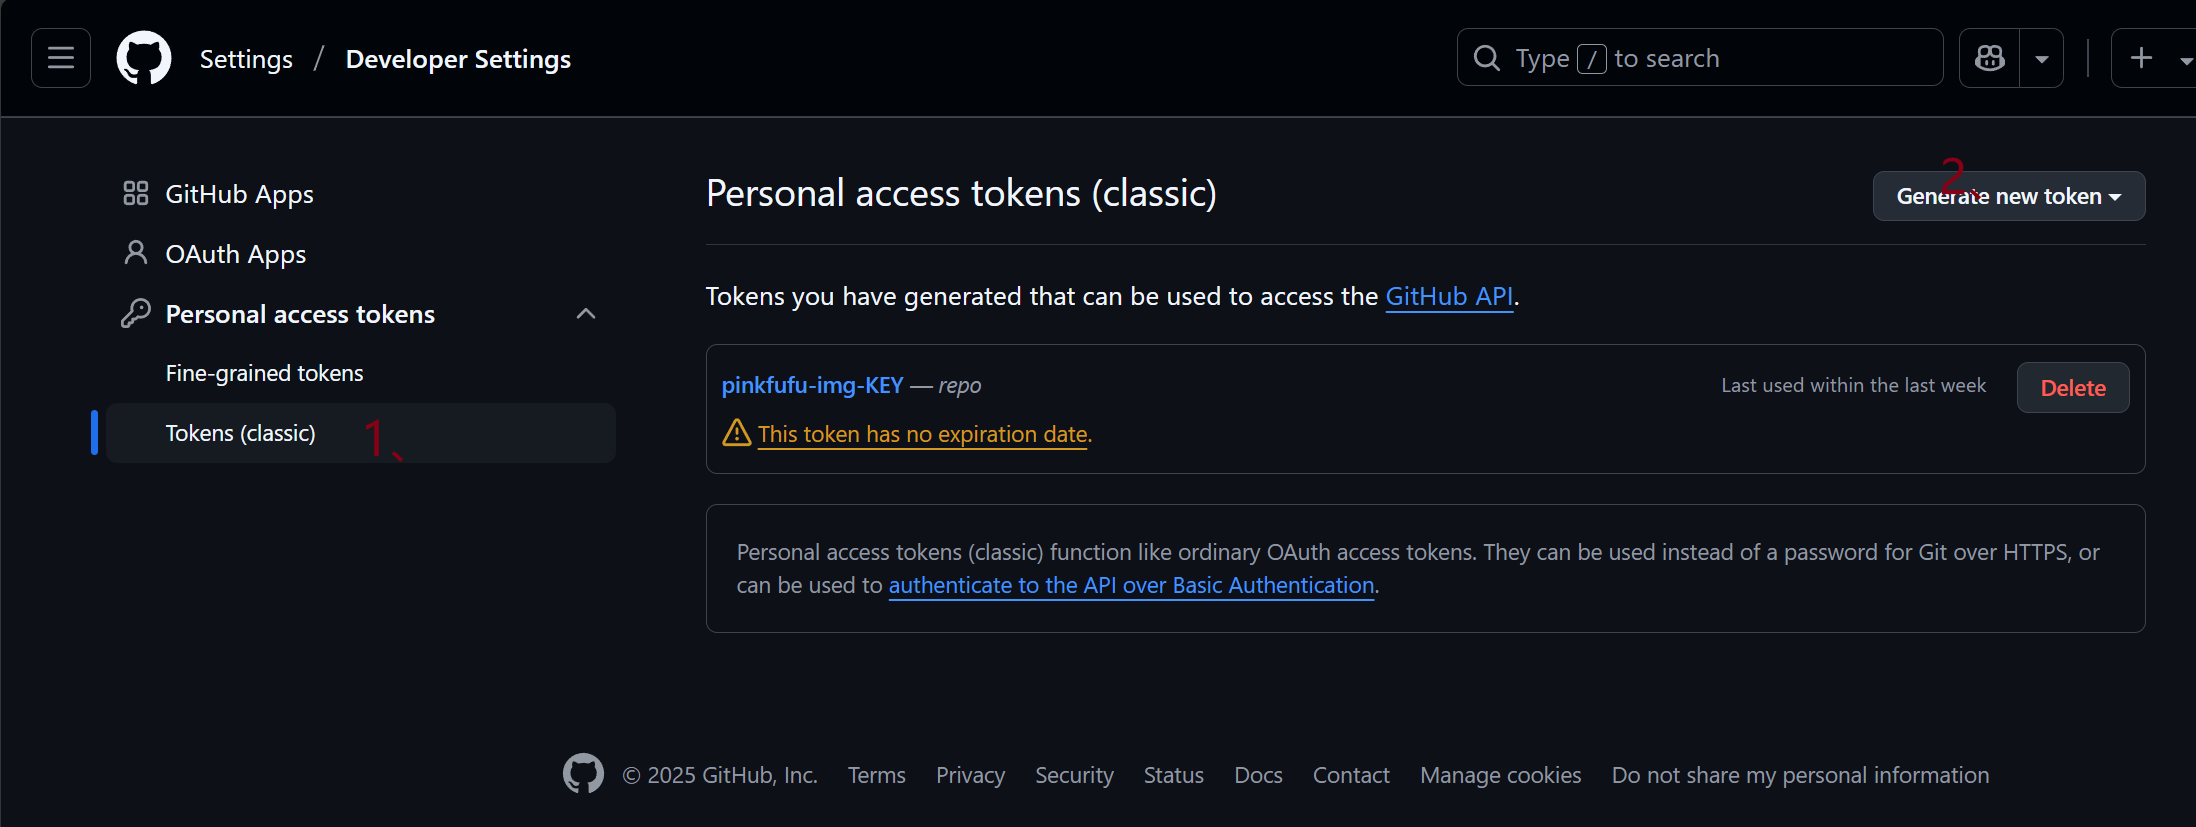 Settings / Developer Settings
Type / to search
GitHub Apps
OAuth Apps
Personal access tokens
Fine-grained tokens
Tokens (classic)
1、
Personal access tokens (classic)
2、
Generate new token
Tokens you have generated that can be used to access the GitHub API.
pinkfufu-img-KEY — repo
Last used within the last week
Delete
This token has no expiration date.
Personal access tokens (classic) function like ordinary OAuth access tokens. They can be used instead of a password for Git over HTTPS, or
can be used to authenticate to the API over Basic Authentication.
© 2025 GitHub, Inc. Terms Privacy Security Status Docs Contact Manage cookies Do not share my personal information